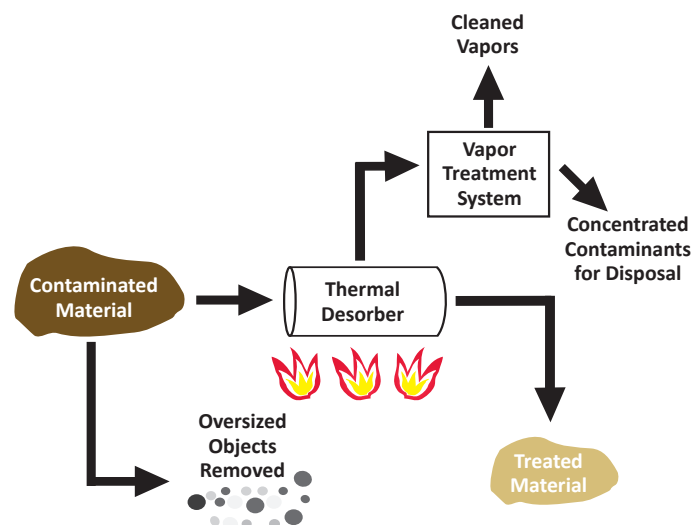 Cleaned
Vapors
Vapor
Treatment
System
Concentrated
Contaminants
for Disposal
Contaminated
Material
Thermal
Desorber
Oversized
Objects
Removed
Treated
Material